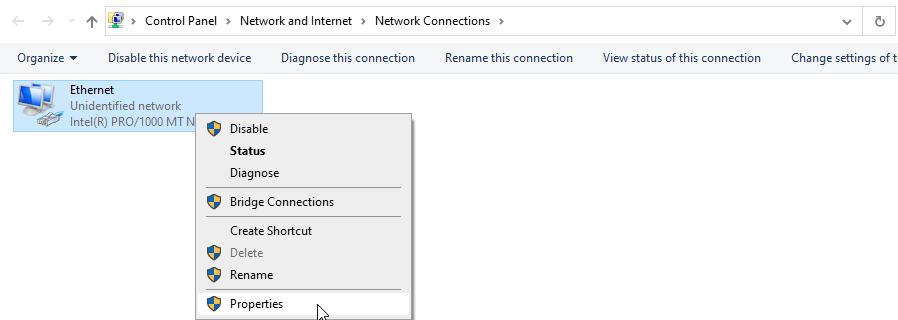 Control Panel > Network and Internet > Network Connections >
Organize Disable this network device Diagnose this connection Rename this connection View status of this connection Change settings of t
Ethernet
Unidentified network
Intel(R) PRO/1000 MT N
Disable
Status
Diagnose
Bridge Connections
Create Shortcut
Delete
Rename
Properties